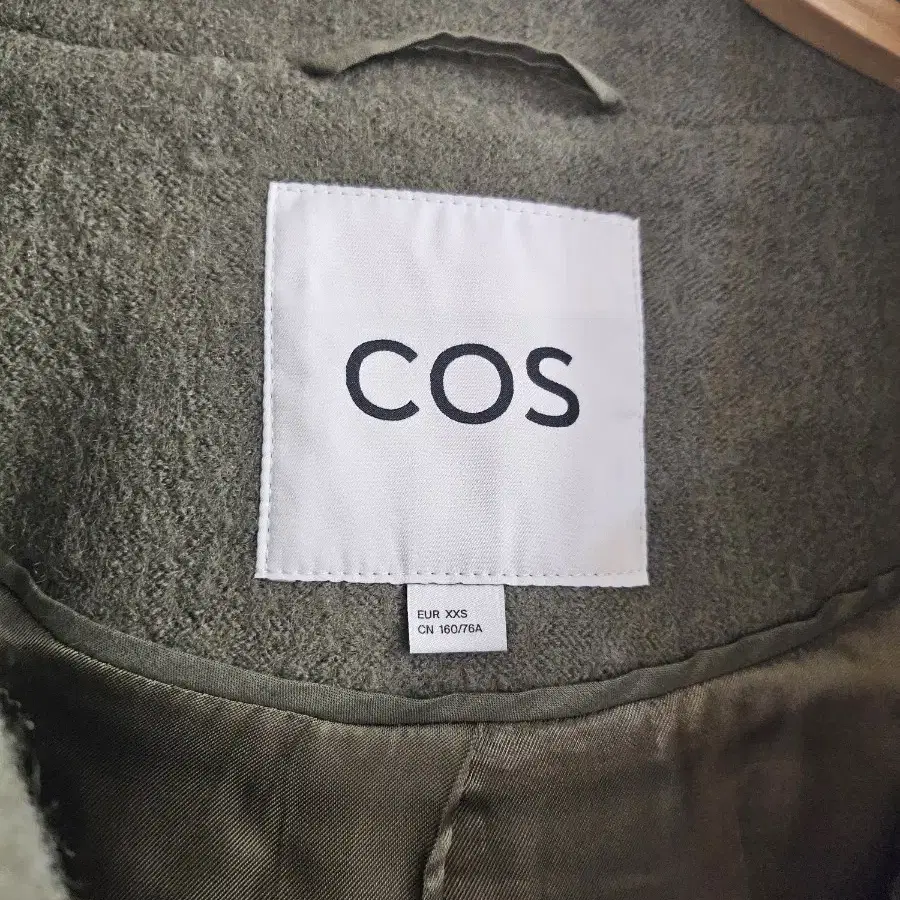 COS
EUR XXS
CN 160/76A